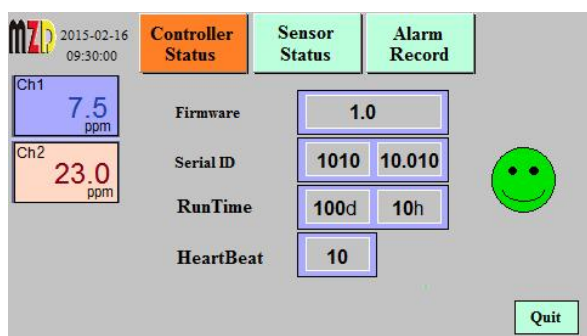 MZD 2015-02-16
09:30:00
Controller
Status
Sensor
Status
Alarm
Record
Ch1
7.5
ppm
Ch2
23.0
ppm
Firmware 1.0
Serial ID 1010 10.010
RunTime 100d 10h
HeartBeat 10
Quit